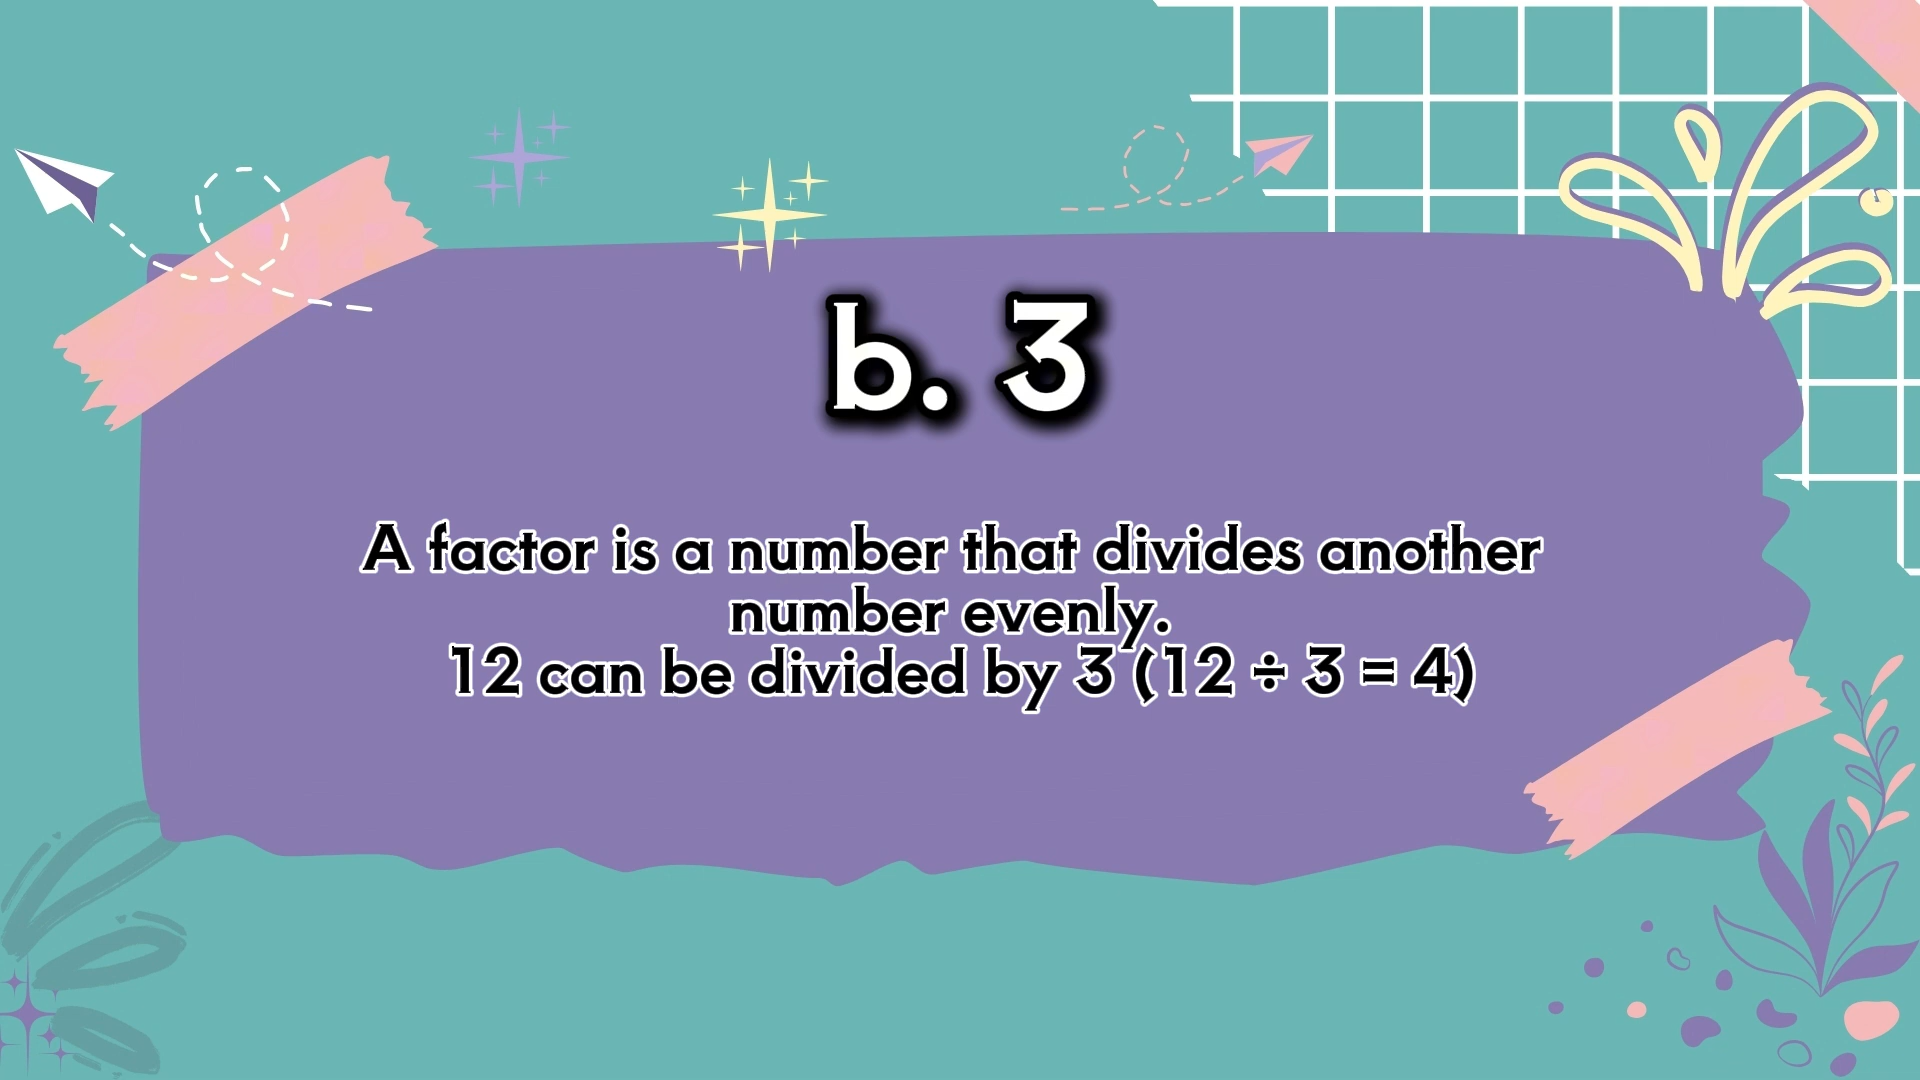 b. 3
A factor is a number that divides another
number evenly.
12 can be divided by 3 (12 ÷ 3 = 4)